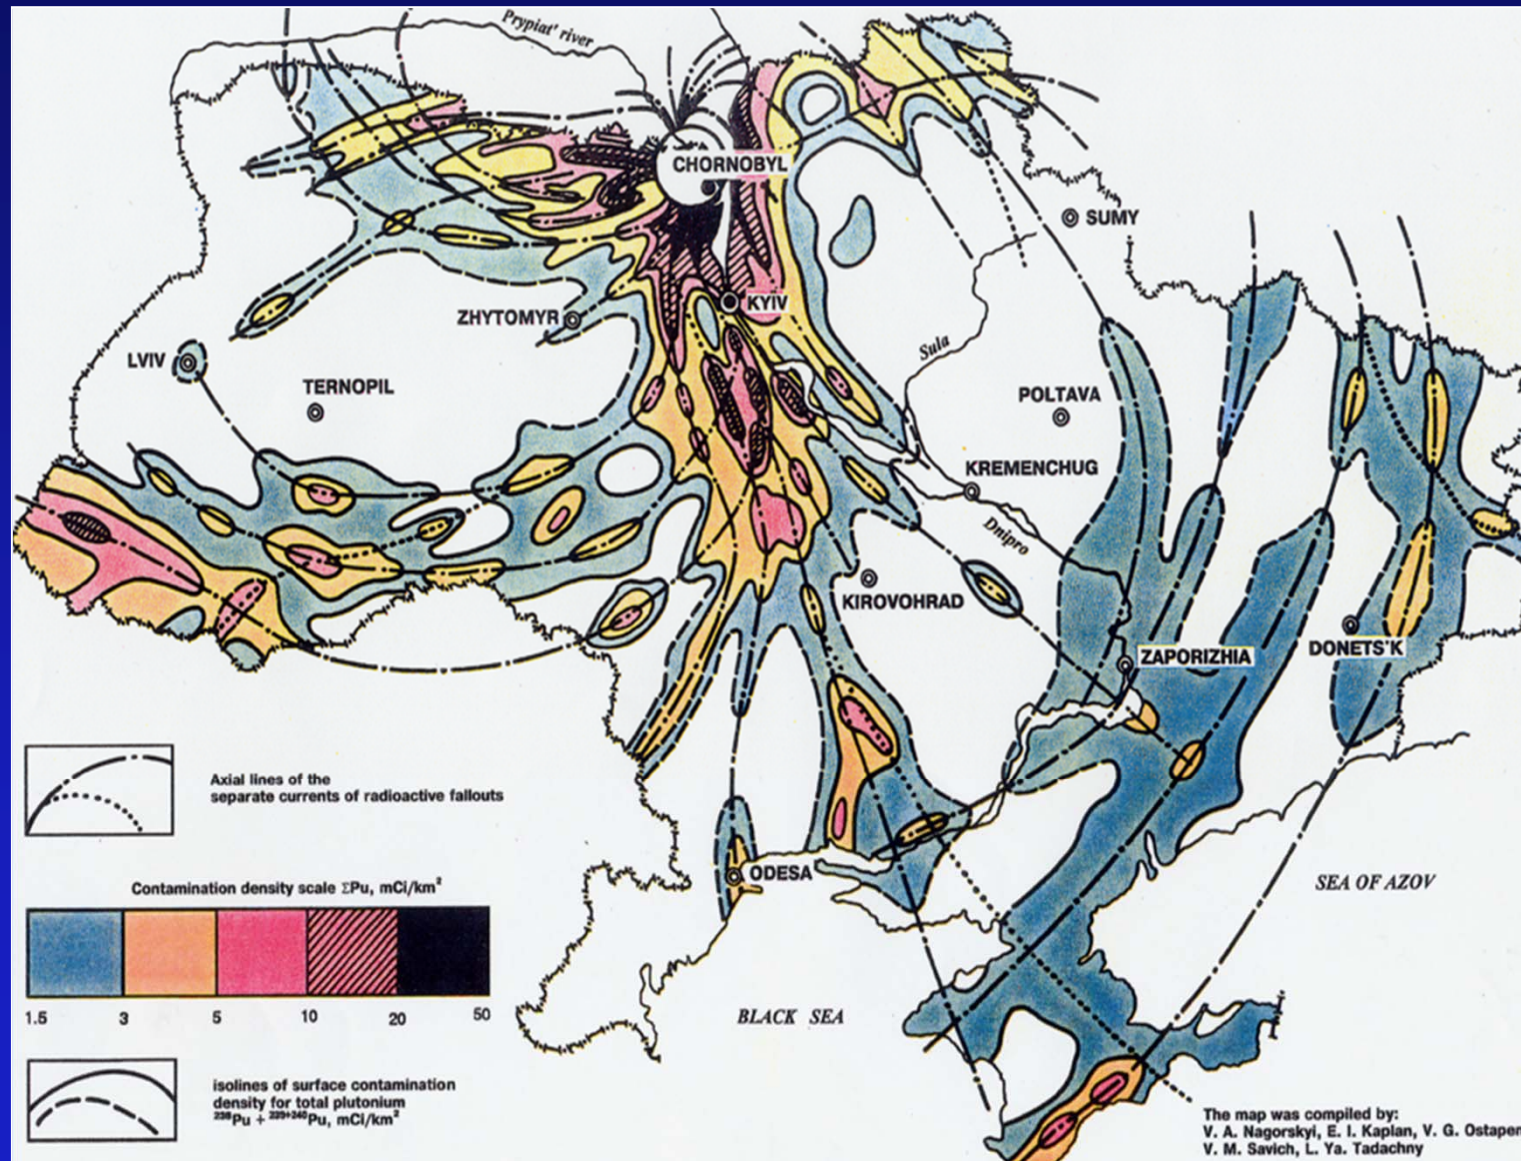 Prypiat' river
CHORNOBYL
SUMY
KYIV
ZHYTOMYR
Sula
LVIV
TERNOPIL
POLTAVA
KREMENCHUG
Dnipro
KIROVOHRAD
ZAPORIZHIA
DONETS'K
Axial lines of the
separate currents of radioactive fallouts
Contamination density scale ΣPu, mCi/km²
1.5 3 5 10 20 50
ODESA
SEA OF AZOV
BLACK SEA
isolines of surface contamination
density for total plutonium
²³⁸Pu + ²³⁹⁺²⁴⁰Pu, mCi/km²
The map was compiled by:
V. A. Nagorskyi, E. I. Kaplan, V. G. Ostapen
V. M. Savich, L. Ya. Tadachny